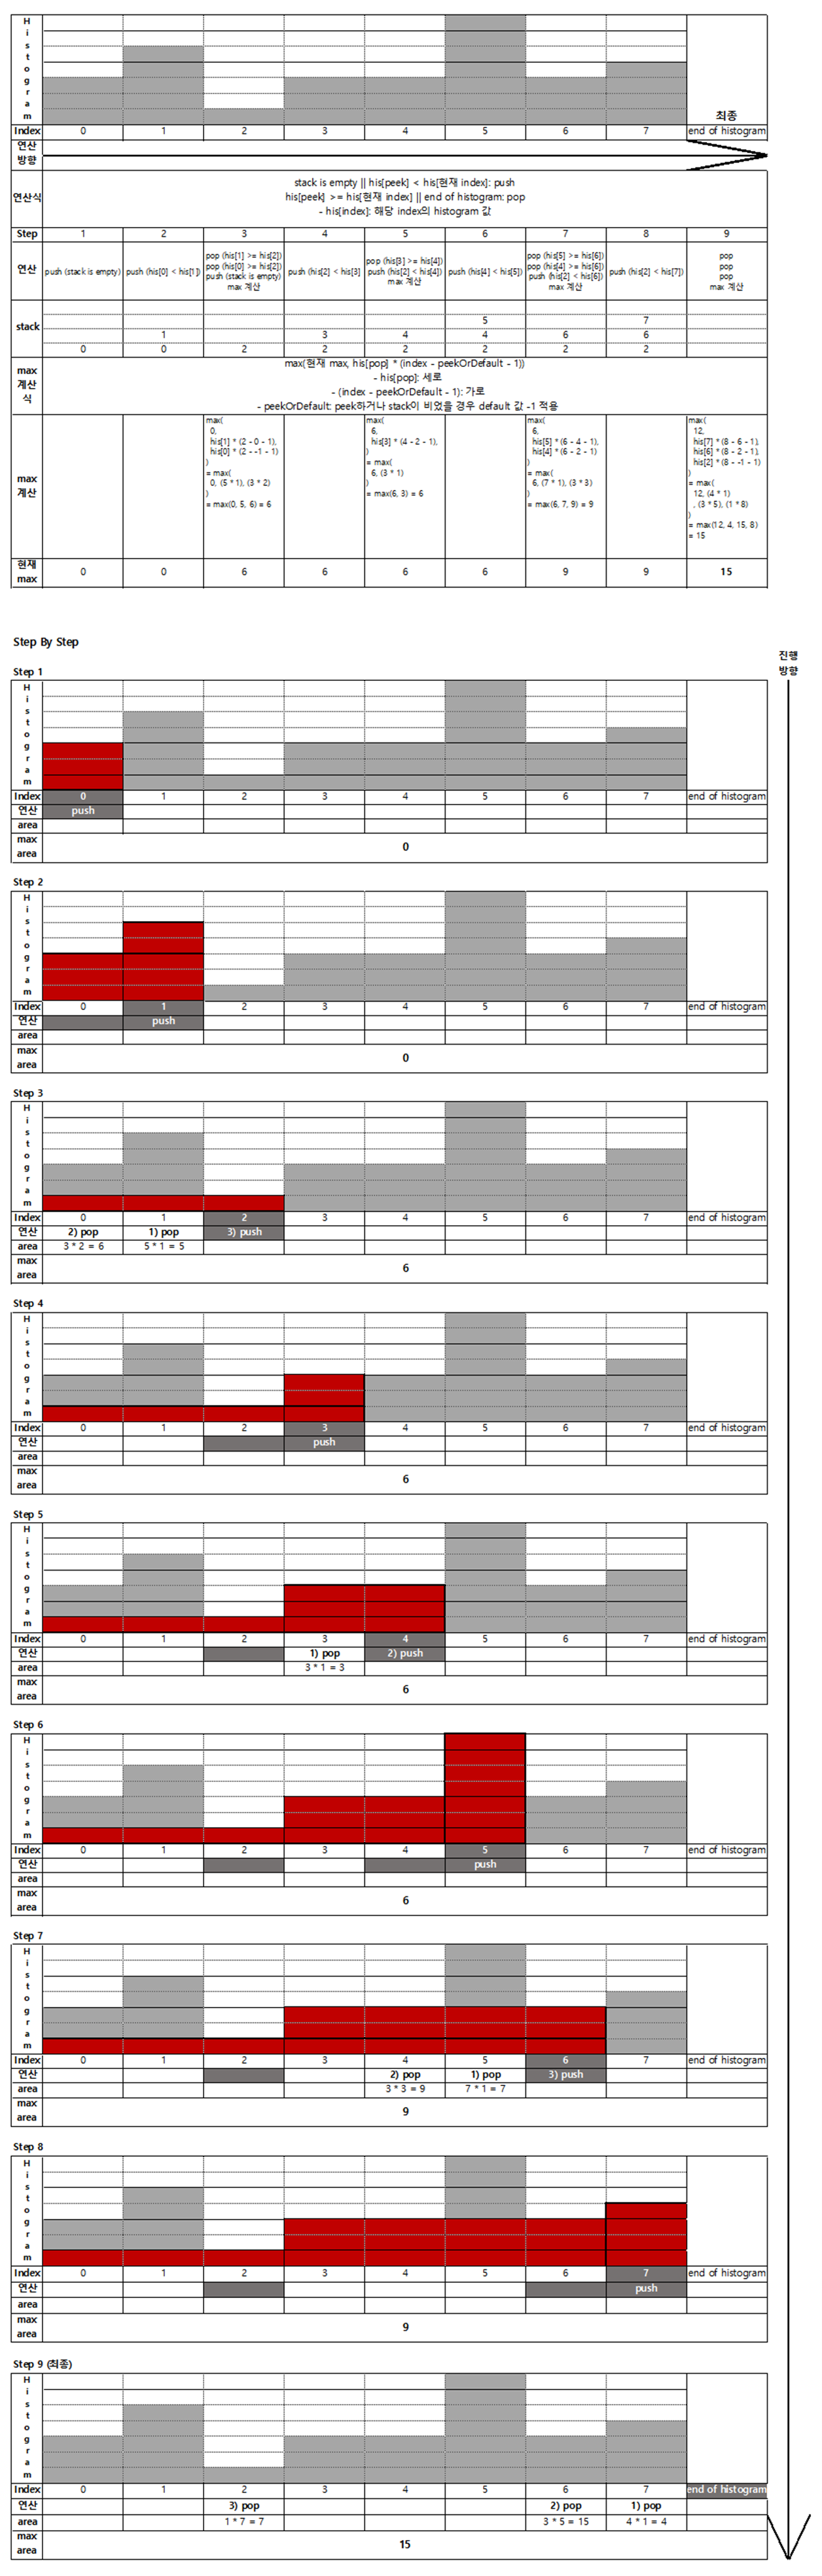 H
i
s
t
o
g
r
a
m
최종
Index 0 1 2 3 4 5 6 7 end of histogram
연산
방향
연산식
stack is empty || his[peek] < his[현재 index]: push
his[peek] >= his[현재 index] || end of histogram: pop
- his[index]: 해당 index의 histogram 값
Step 1 2 3 4 5 6 7 8 9
연산
push (stack is empty)
push (his[0] < his[1])
pop (his[1] >= his[2])
pop (his[0] >= his[2])
push (stack is empty)
max 계산
push (his[2] < his[3])
pop (his[3] >= his[4])
push (his[2] < his[4])
max 계산
push (his[4] < his[5])
pop (his[5] >= his[6])
pop (his[4] >= his[6])
push (his[2] < his[6])
max 계산
push (his[2] < his[7])
pop
pop
pop
max 계산
stack
5 7
1 3 4 4 6 6
0 0 2 2 2 2 2 2
max
계산
식
max(현재 max, his[pop] * (index - peekOrDefault - 1))
- his[pop]: 세로
- (index - peekOrDefault - 1): 가로
- peekOrDefault: peek하거나 stack이 비었을 경우 default 값 -1 적용
max
계산
max(
0,
his[1] * (2 - 0 - 1),
his[0] * (2 - -1 - 1)
)
= max(
0, (5 * 1), (3 * 2)
)
= max(0, 5, 6) = 6
max(
6,
his[3] * (4 - 2 - 1),
)
= max(
6, (3 * 1)
)
= max(6, 3) = 6
max(
6,
his[5] * (6 - 4 - 1),
his[4] * (6 - 2 - 1)
)
= max(
6, (7 * 1), (3 * 3)
)
= max(6, 7, 9) = 9
max(
12,
his[7] * (8 - 6 - 1),
his[6] * (8 - 2 - 1),
his[2] * (8 - -1 - 1)
)
= max(
12, (4 * 1)
, (3 * 5), (1 * 8)
)
= max(12, 4, 15, 8)
= 15
현재
max
0 0 6 6 6 6 9 9 15
Step By Step
진행
방향
Step 1
H
i
s
t
o
g
r
a
m
Index 0 1 2 3 4 5 6 7 end of histogram
연산 push
area
max
area
0
Step 2
H
i
s
t
o
g
r
a
m
Index 0 1 2 3 4 5 6 7 end of histogram
연산 push
area
max
area
0
Step 3
H
i
s
t
o
g
r
a
m
Index 0 1 2 3 4 5 6 7 end of histogram
연산 2) pop 1) pop 3) push
area 3 * 2 = 6 5 * 1 = 5
max
area
6
Step 4
H
i
s
t
o
g
r
a
m
Index 0 1 2 3 4 5 6 7 end of histogram
연산 push
area
max
area
6
Step 5
H
i
s
t
o
g
r
a
m
Index 0 1 2 3 4 5 6 7 end of histogram
연산 1) pop 2) push
area 3 * 1 = 3
max
area
6
Step 6
H
i
s
t
o
g
r
a
m
Index 0 1 2 3 4 5 6 7 end of histogram
연산 push
area
max
area
6
Step 7
H
i
s
t
o
g
r
a
m
Index 0 1 2 3 4 5 6 7 end of histogram
연산 2) pop 1) pop 3) push
area 3 * 3 = 9 7 * 1 = 7
max
area
9
Step 8
H
i
s
t
o
g
r
a
m
Index 0 1 2 3 4 5 6 7 end of histogram
연산 push
area
max
area
9
Step 9 (최종)
H
i
s
t
o
g
r
a
m
Index 0 1 2 3 4 5 6 7 end of histogram
연산 3) pop 2) pop 1) pop
area 1 * 7 = 7 3 * 5 = 15 4 * 1 = 4
max
area
15